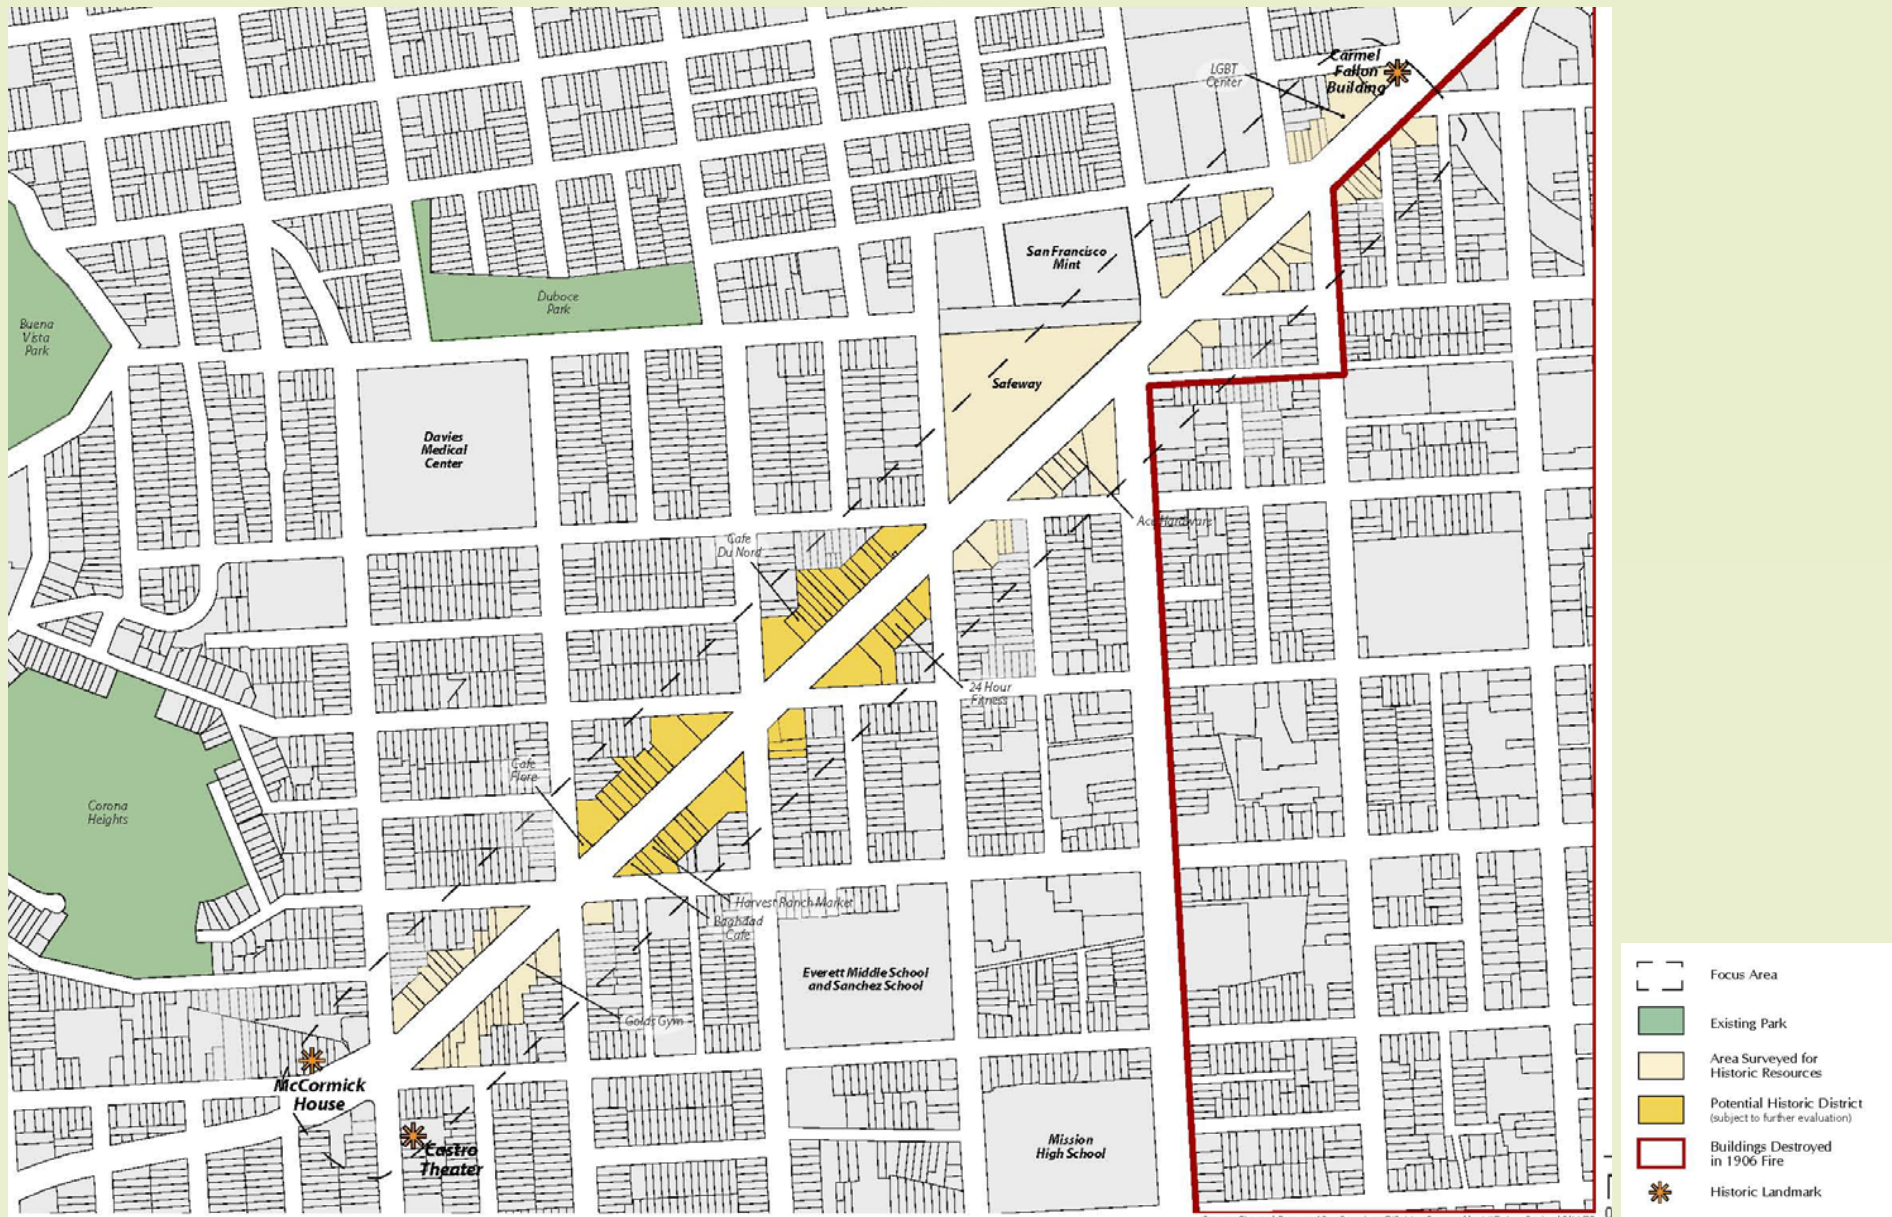 Carmel
Fallon
Building
LGBT
Center
San Francisco
Mint
Duboce
Park
Buena
Vista
Park
Safeway
Davies
Medical
Center
Ace Hardware
Cafe
Du Nord
24 Hour
Fitness
Cafe
Flore
Corona
Heights
Harvest Ranch Market
Baghdad
Cafe
Everett Middle School
and Sanchez School
Golds Gym
McCormick
House
Castro
Theater
Mission
High School
Focus Area
Existing Park
Area Surveyed for
Historic Resources
Potential Historic District
(subject to further evaluation)
Buildings Destroyed
in 1906 Fire
Historic Landmark